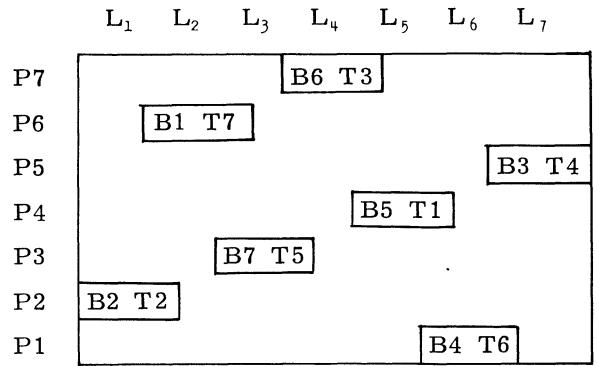 L₁ L₂ L₃ L₄ L₅ L₆ L₇
P7 B6 T3
P6 B1 T7
P5 B3 T4
P4 B5 T1
P3 B7 T5
P2 B2 T2
P1 B4 T6